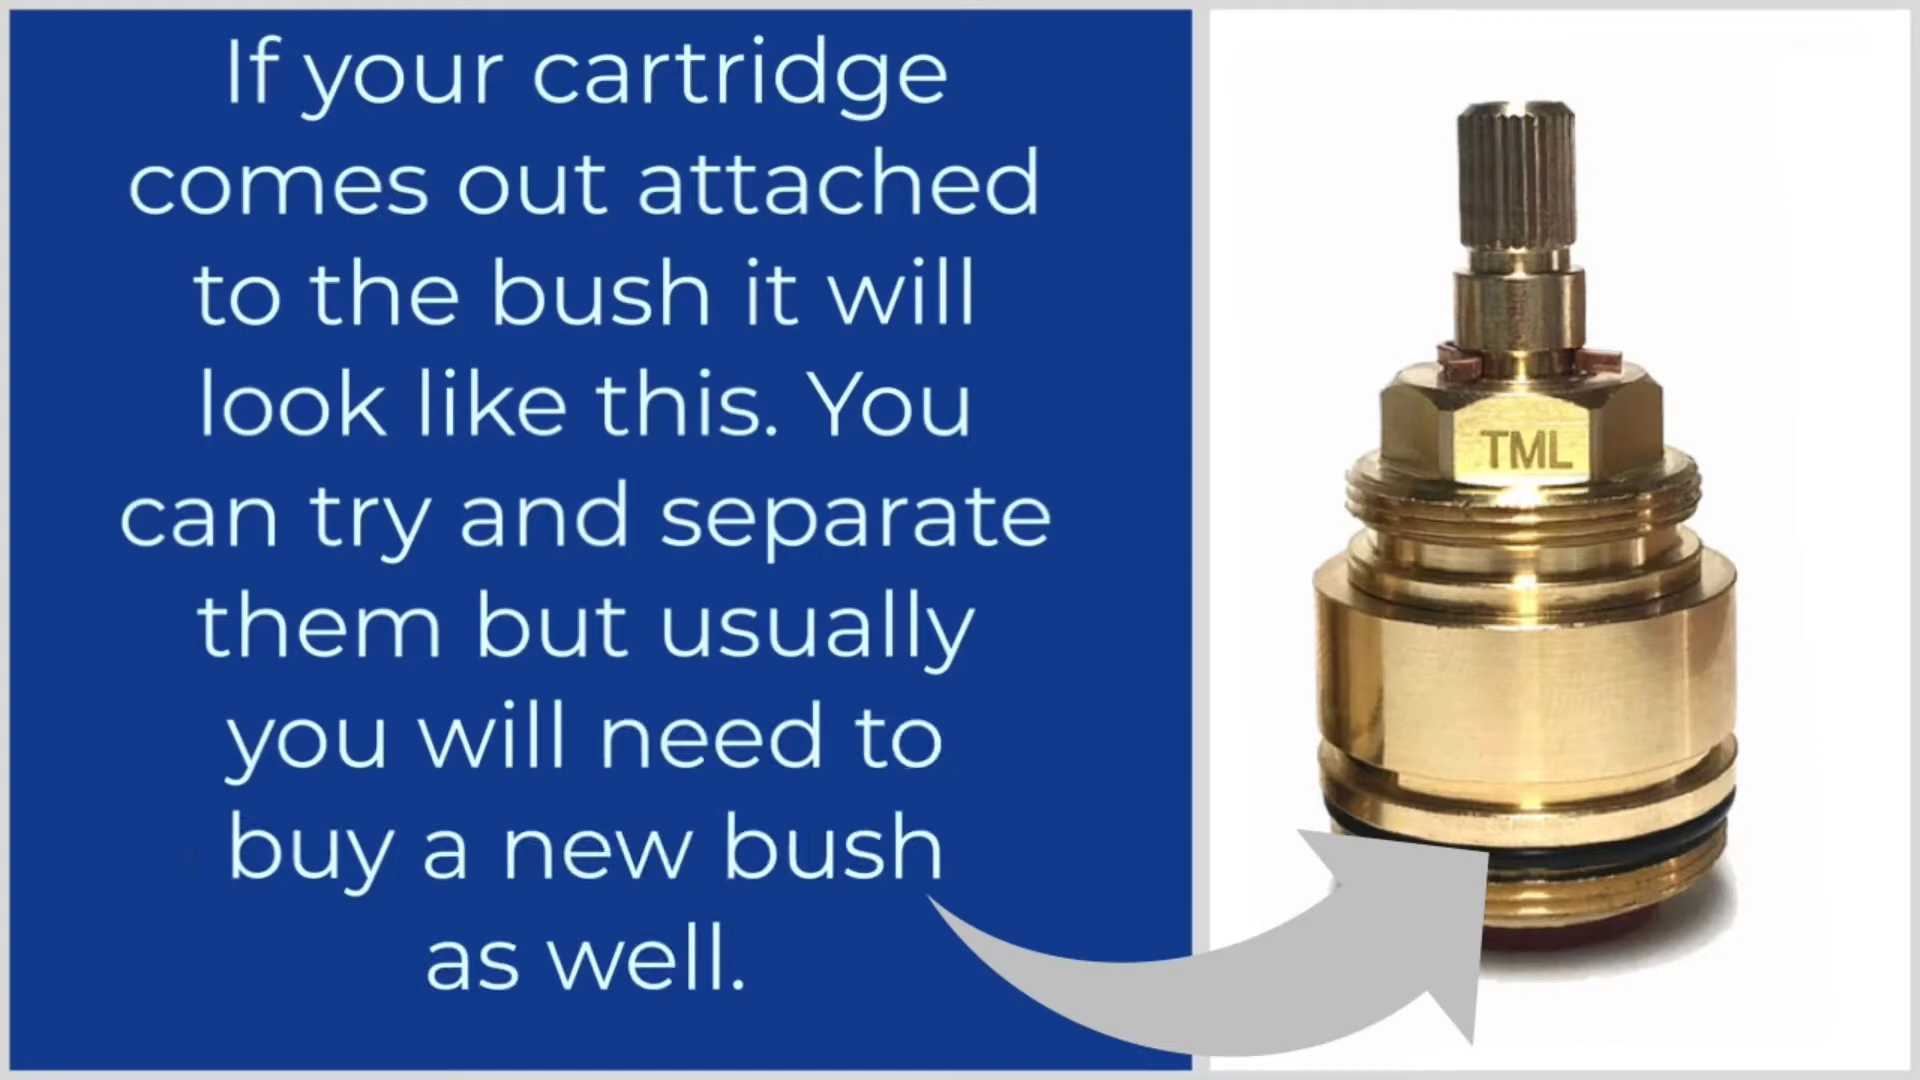 If your cartridge
comes out attached
to the bush it will
look like this. You
can try and separate
them but usually
you will need to
buy a new bush
as well.
TML